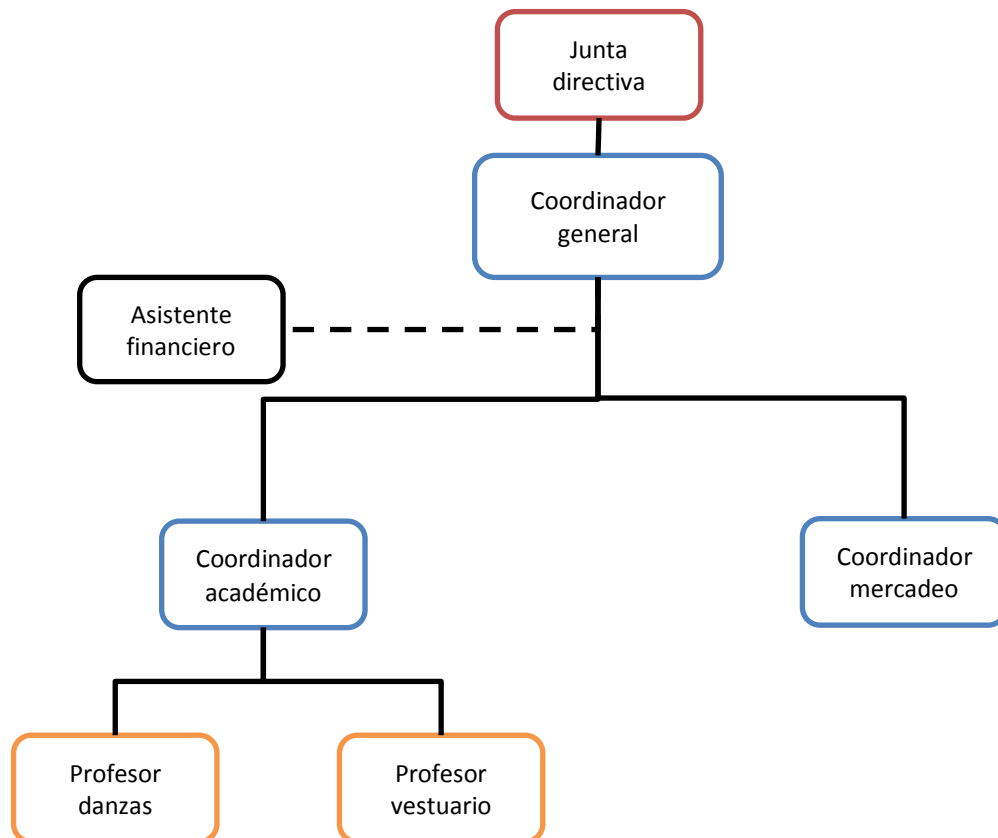 Junta
directiva
Coordinador
general
Asistente
financiero
Coordinador
académico
Coordinador
mercadeo
Profesor
danzas
Profesor
vestuario